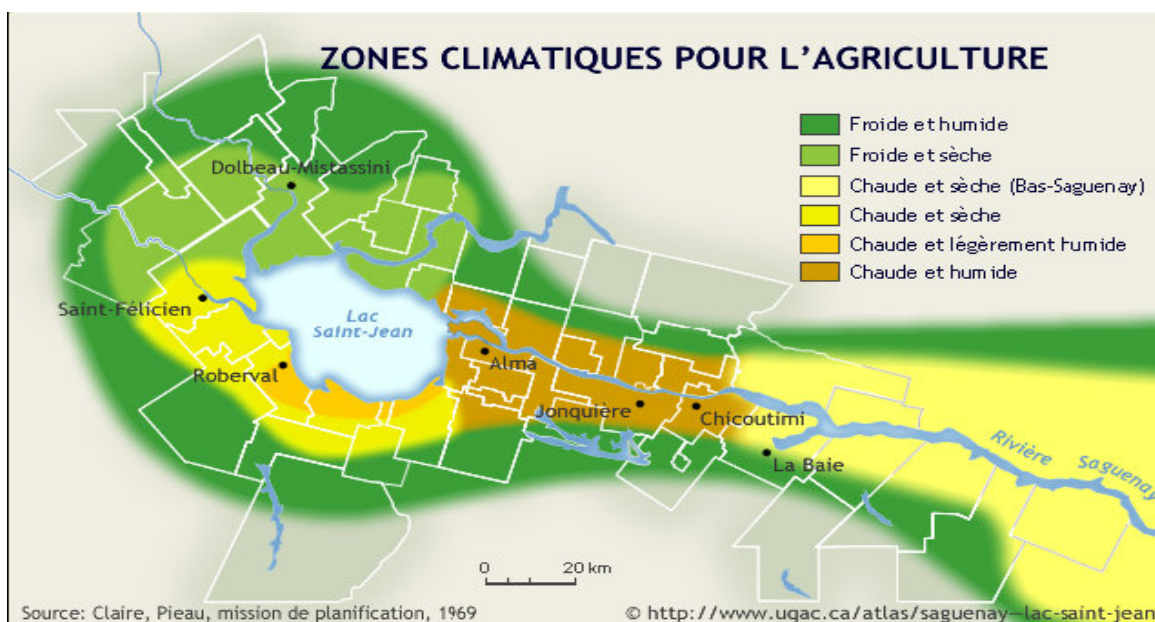 ZONES CLIMATIQUES POUR L'AGRICULTURE
Froide et humide
Froide et sèche
Chaude et sèche (Bas-Saguenay)
Chaude et sèche
Chaude et légèrement humide
Chaude et humide
Dolbeau-Mistassini
Saint-Félicien
Lac
Saint-Jean
Roberval
Alma
Jonquière
Chicoutimi
La Baie
Rivière Saguenay
0 20 km
Source: Claire, Pieau, mission de planification, 1969
© http://www.uqac.ca/atlas/saguenay—lac-saint-jean